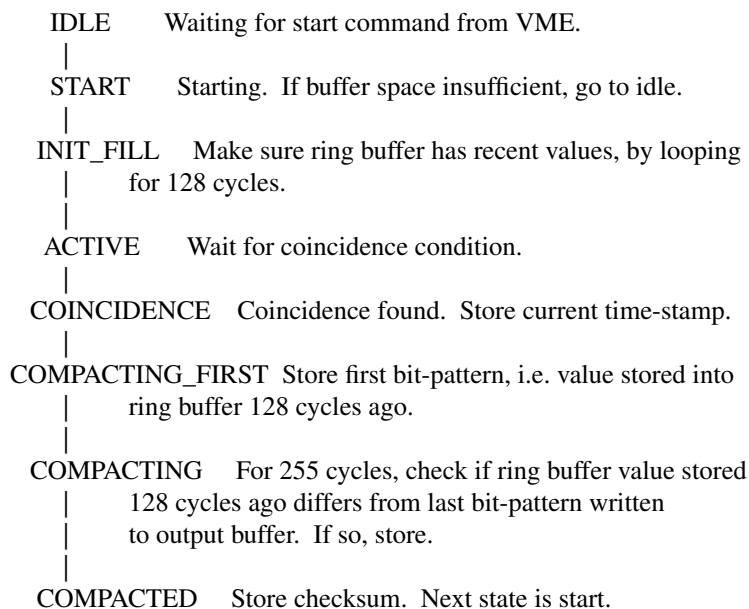 IDLE Waiting for start command from VME.
START Starting. If buffer space insufficient, go to idle.
INIT_FILL Make sure ring buffer has recent values, by looping
for 128 cycles.
ACTIVE Wait for coincidence condition.
COINCIDENCE Coincidence found. Store current time-stamp.
COMPACTING_FIRST Store first bit-pattern, i.e. value stored into
ring buffer 128 cycles ago.
COMPACTING For 255 cycles, check if ring buffer value stored
128 cycles ago differs from last bit-pattern written
to output buffer. If so, store.
COMPACTED Store checksum. Next state is start.